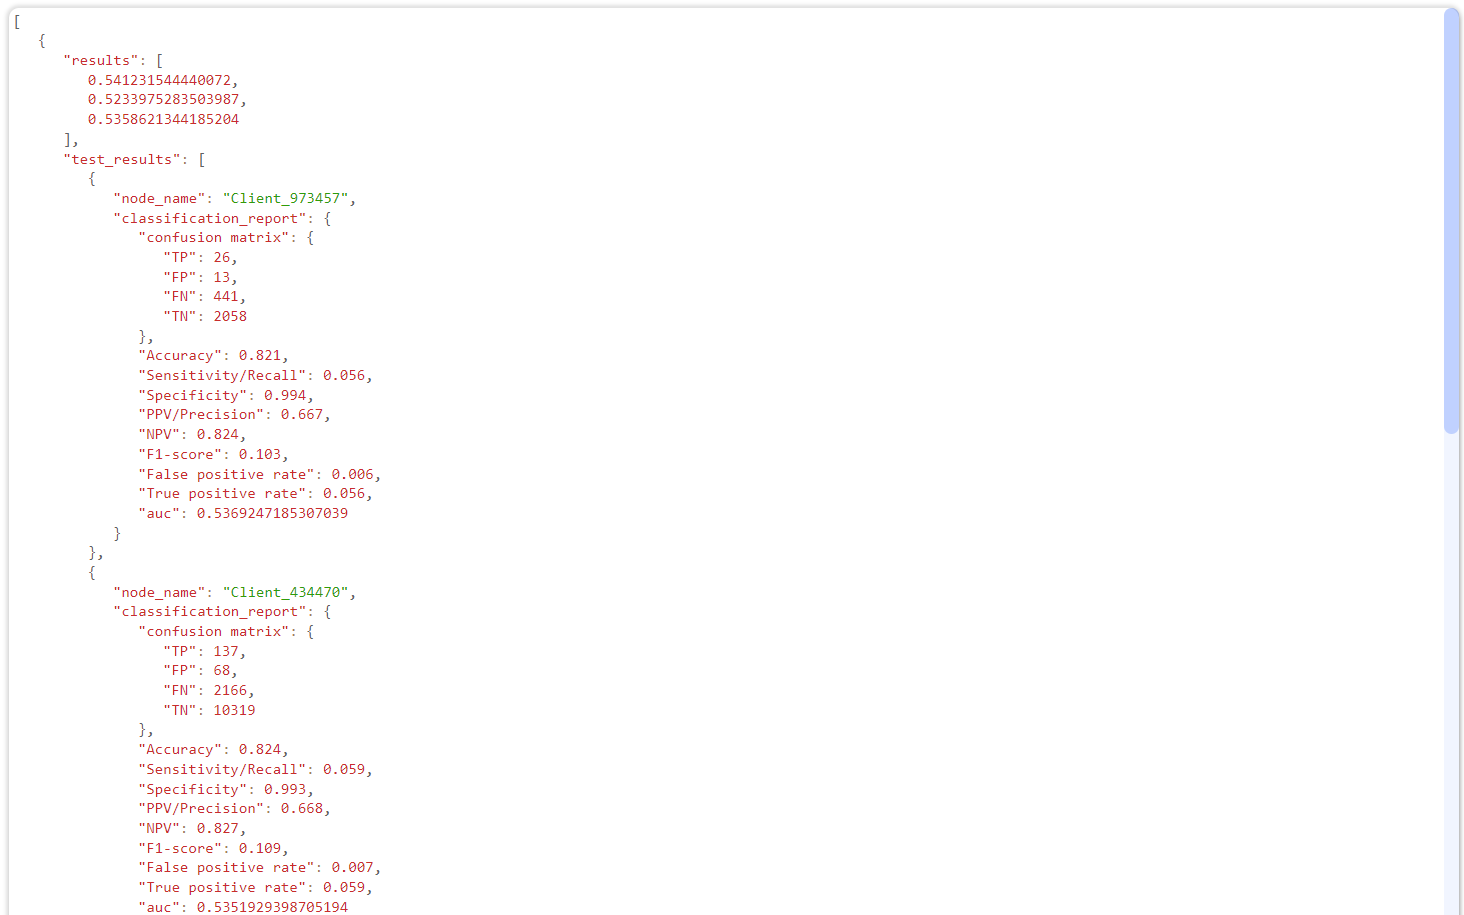 [
{
"results": [
0.541231544440072,
0.5233975283503987,
0.5358621344185204
],
"test_results": [
{
"node_name": "Client_973457",
"classification_report": {
"confusion matrix": {
"TP": 26,
"FP": 13,
"FN": 441,
"TN": 2058
},
"Accuracy": 0.821,
"Sensitivity/Recall": 0.056,
"Specificity": 0.994,
"PPV/Precision": 0.667,
"NPV": 0.824,
"F1-score": 0.103,
"False positive rate": 0.006,
"True positive rate": 0.056,
"auc": 0.5369247185307039
}
},
{
"node_name": "Client_434470",
"classification_report": {
"confusion matrix": {
"TP": 137,
"FP": 68,
"FN": 2166,
"TN": 10319
},
"Accuracy": 0.824,
"Sensitivity/Recall": 0.059,
"Specificity": 0.993,
"PPV/Precision": 0.668,
"NPV": 0.827,
"F1-score": 0.109,
"False positive rate": 0.007,
"True positive rate": 0.059,
"auc": 0.5351929398705194